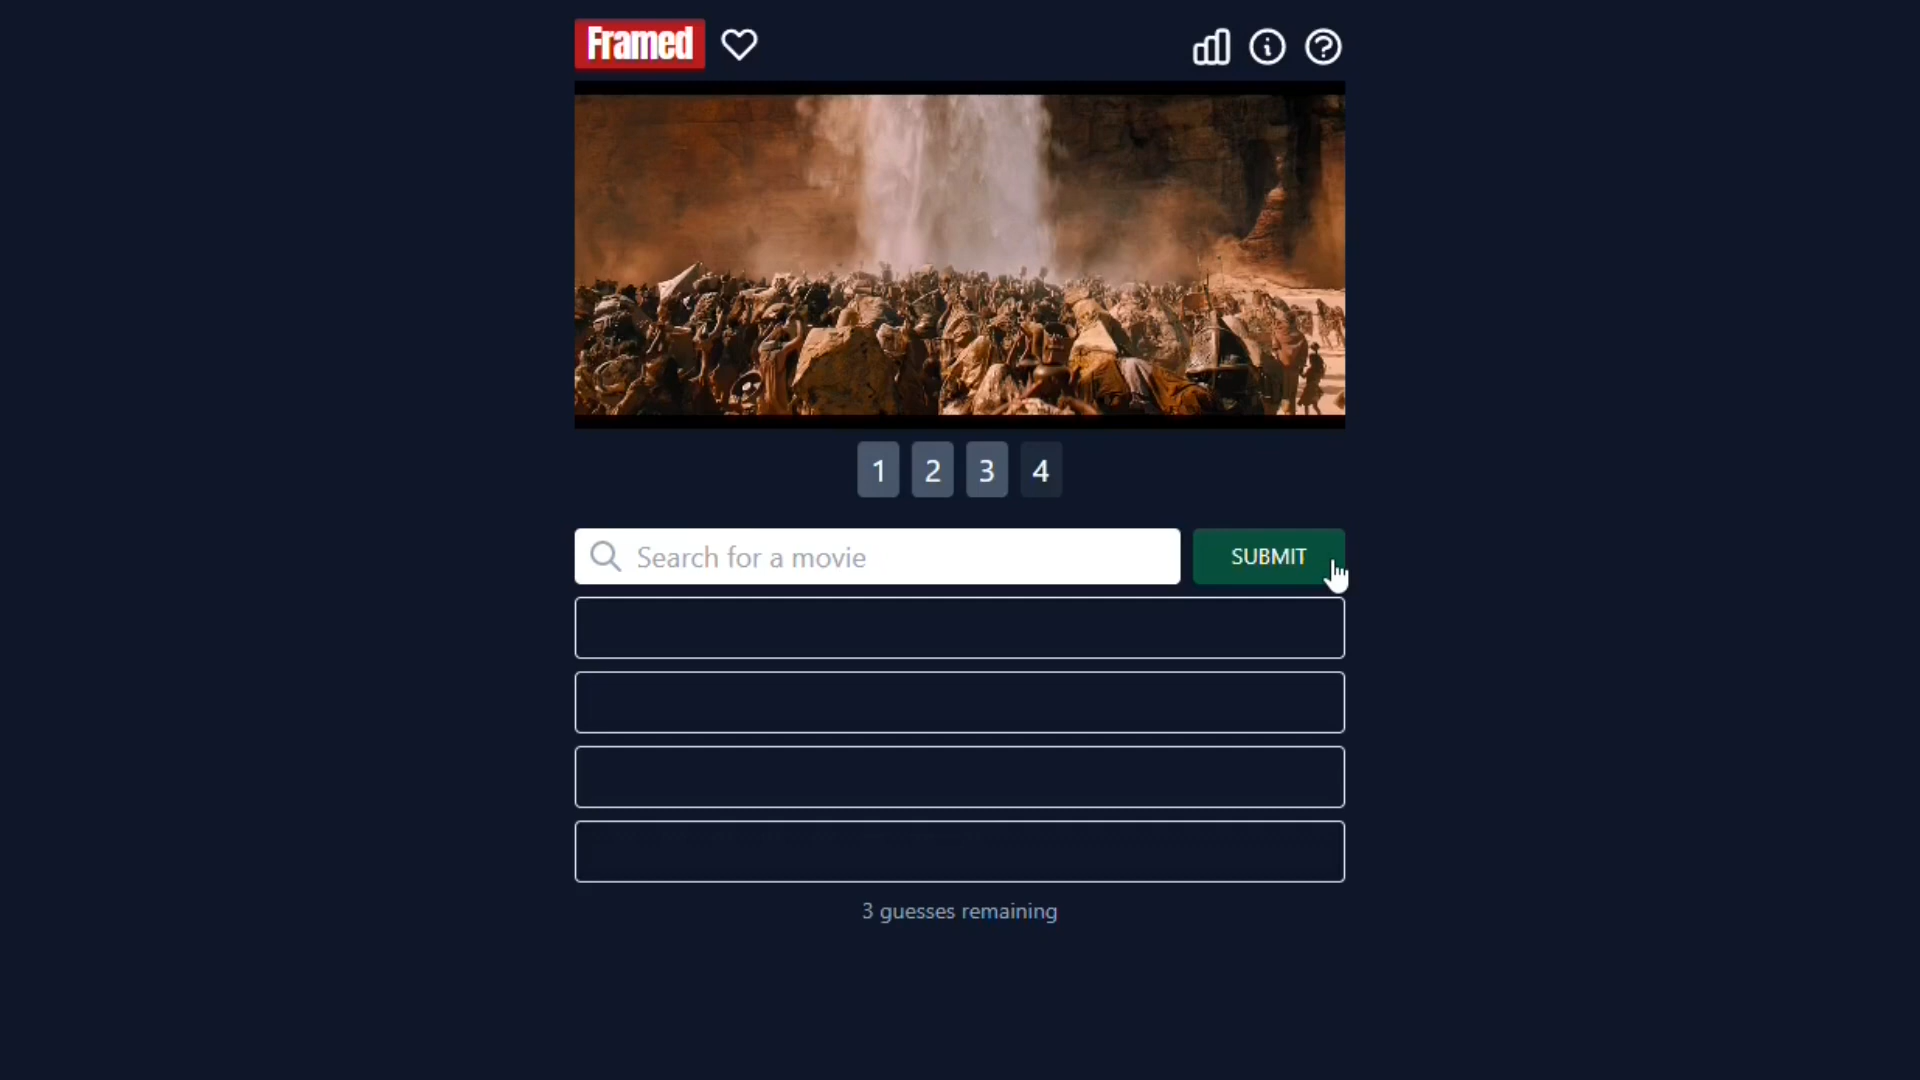 Framed
1 2 3 4
Search for a movie
SUBMIT
3 guesses remaining